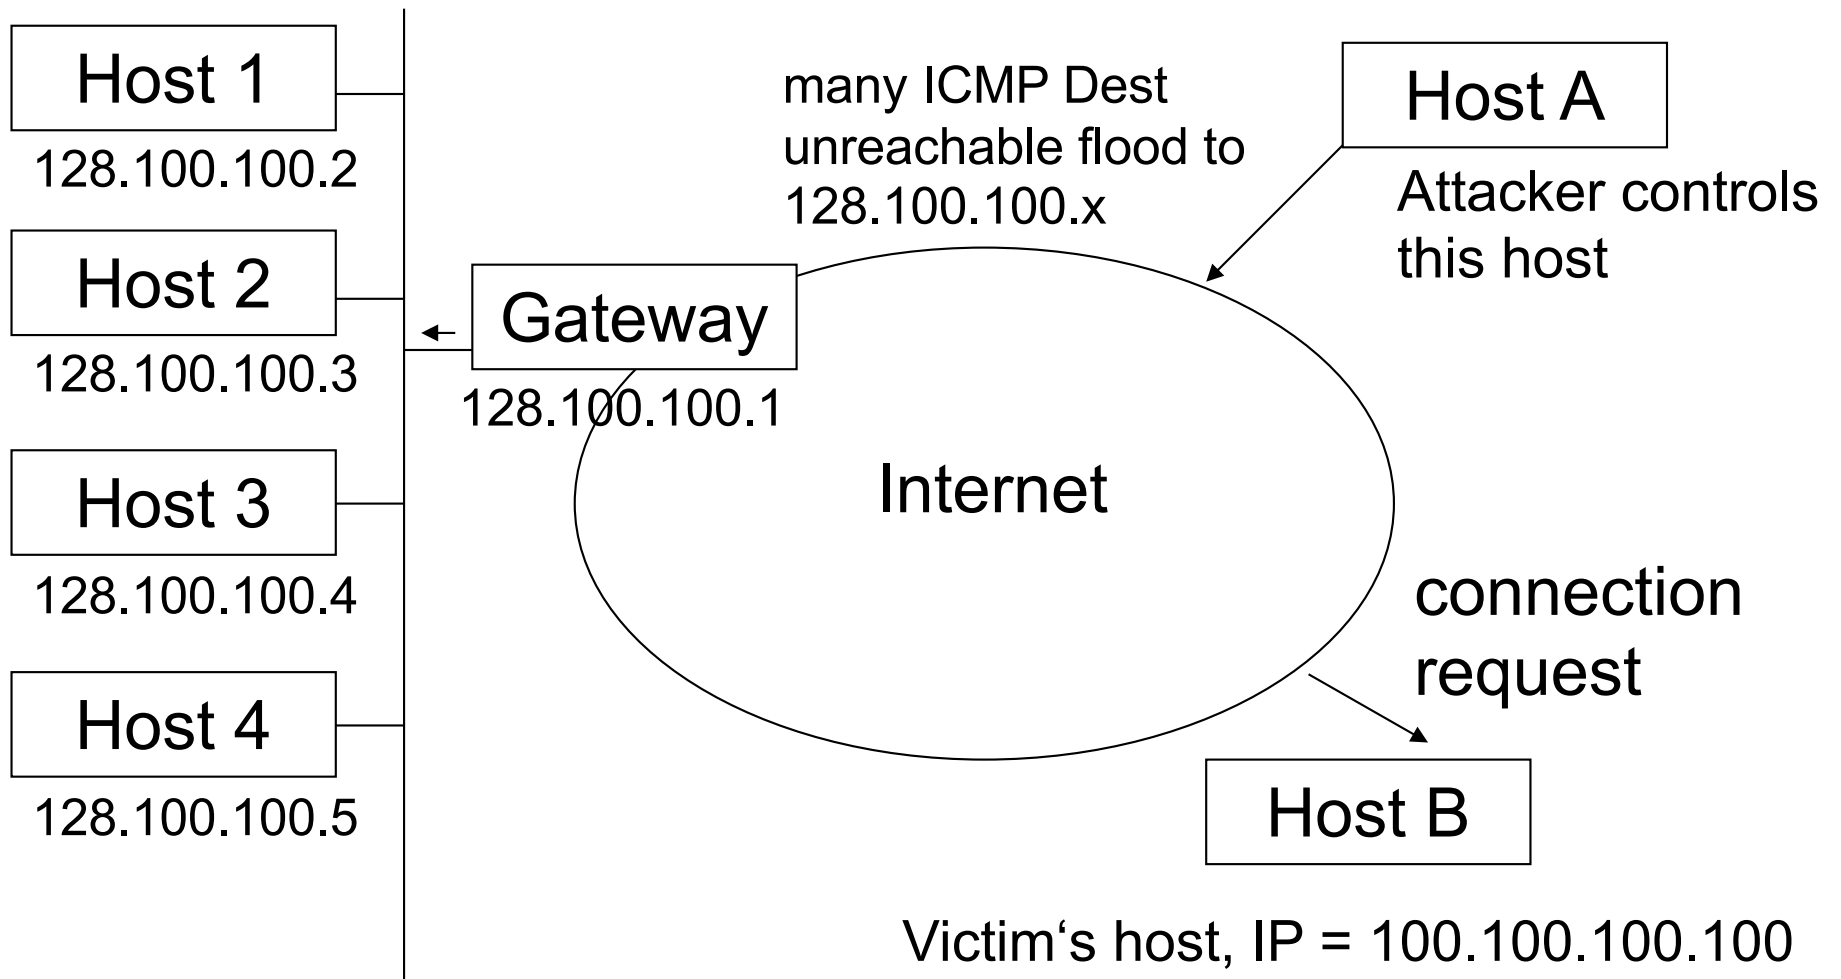 Host 1
128.100.100.2
Host 2
128.100.100.3
Host 3
128.100.100.4
Host 4
128.100.100.5
Gateway
128.100.100.1
many ICMP Dest
unreachable flood to
128.100.100.x
Internet
Host A
Attacker controls
this host
connection
request
Host B
Victim‘s host, IP = 100.100.100.100